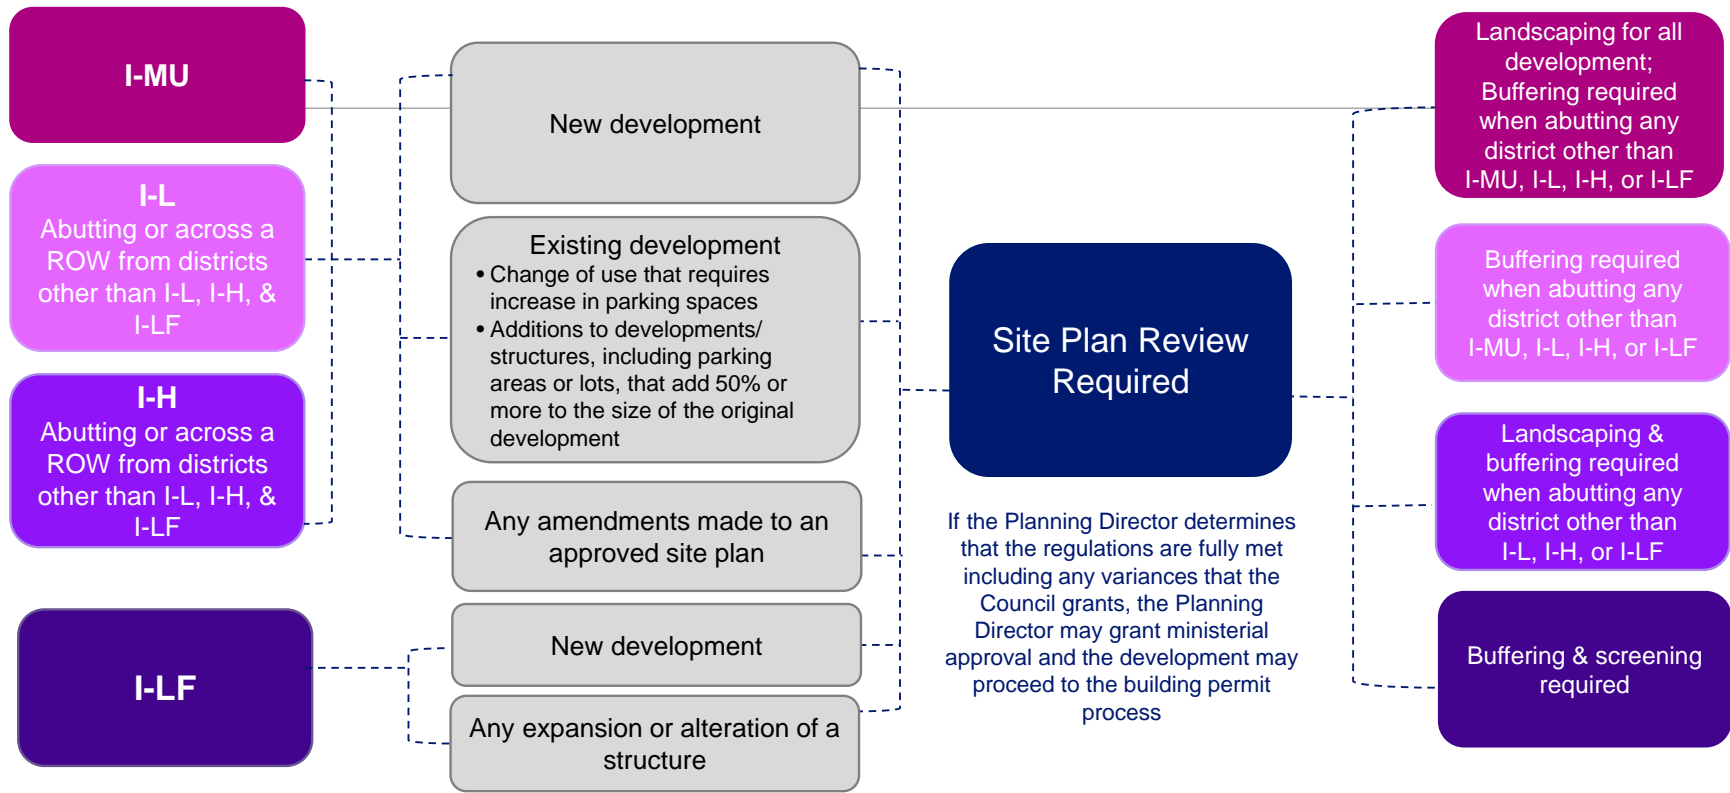 I-MU
I-L
Abutting or across a
ROW from districts
other than I-L, I-H, &
I-LF
I-H
Abutting or across a
ROW from districts
other than I-L, I-H, &
I-LF
I-LF
New development
Existing development
• Change of use that requires
increase in parking spaces
• Additions to developments/
structures, including parking
areas or lots, that add 50% or
more to the size of the original
development
Any amendments made to an
approved site plan
New development
Any expansion or alteration of a
structure
Site Plan Review
Required
If the Planning Director determines
that the regulations are fully met
including any variances that the
Council grants, the Planning
Director may grant ministerial
approval and the development may
proceed to the building permit
process
Landscaping for all
development;
Buffering required
when abutting any
district other than
I-MU, I-L, I-H, or I-LF
Buffering required
when abutting any
district other than
I-MU, I-L, I-H, or I-LF
Landscaping &
buffering required
when abutting any
district other than
I-L, I-H, or I-LF
Buffering & screening
required